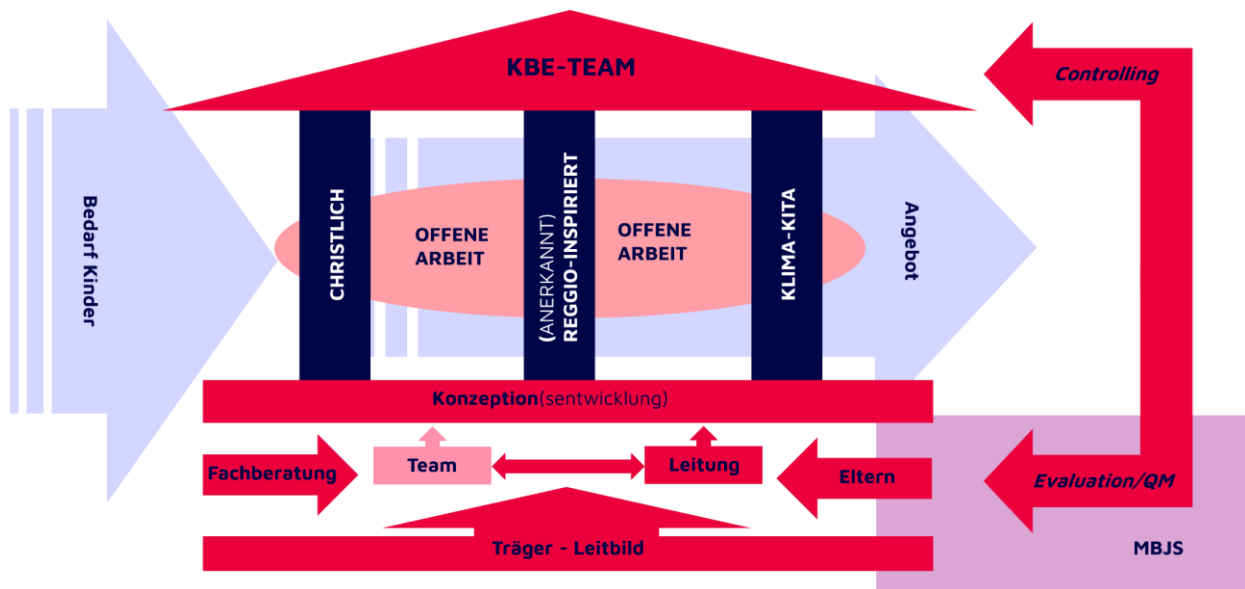 KBE-TEAM
Controlling
Bedarf Kinder
CHRISTLICH
OFFENE
ARBEIT
(ANERKANNT)
REGGIO-INSPIRIERT
OFFENE
ARBEIT
KLIMA-KITA
Angebot
Konzeption(sentwicklung)
Fachberatung
Team
Leitung
Eltern
Evaluation/QM
Träger - Leitbild
MBJS